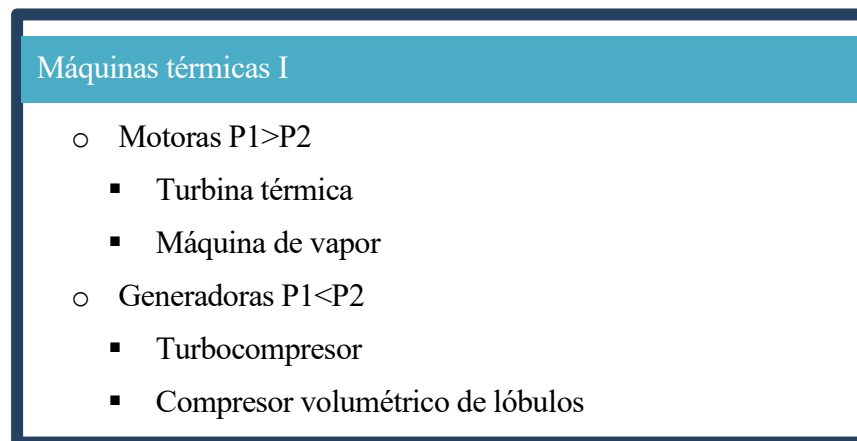 Máquinas térmicas I
o Motoras P1>P2
▪ Turbina térmica
▪ Máquina de vapor
o Generadoras P1<P2
▪ Turbocompresor
▪ Compresor volumétrico de lóbulos